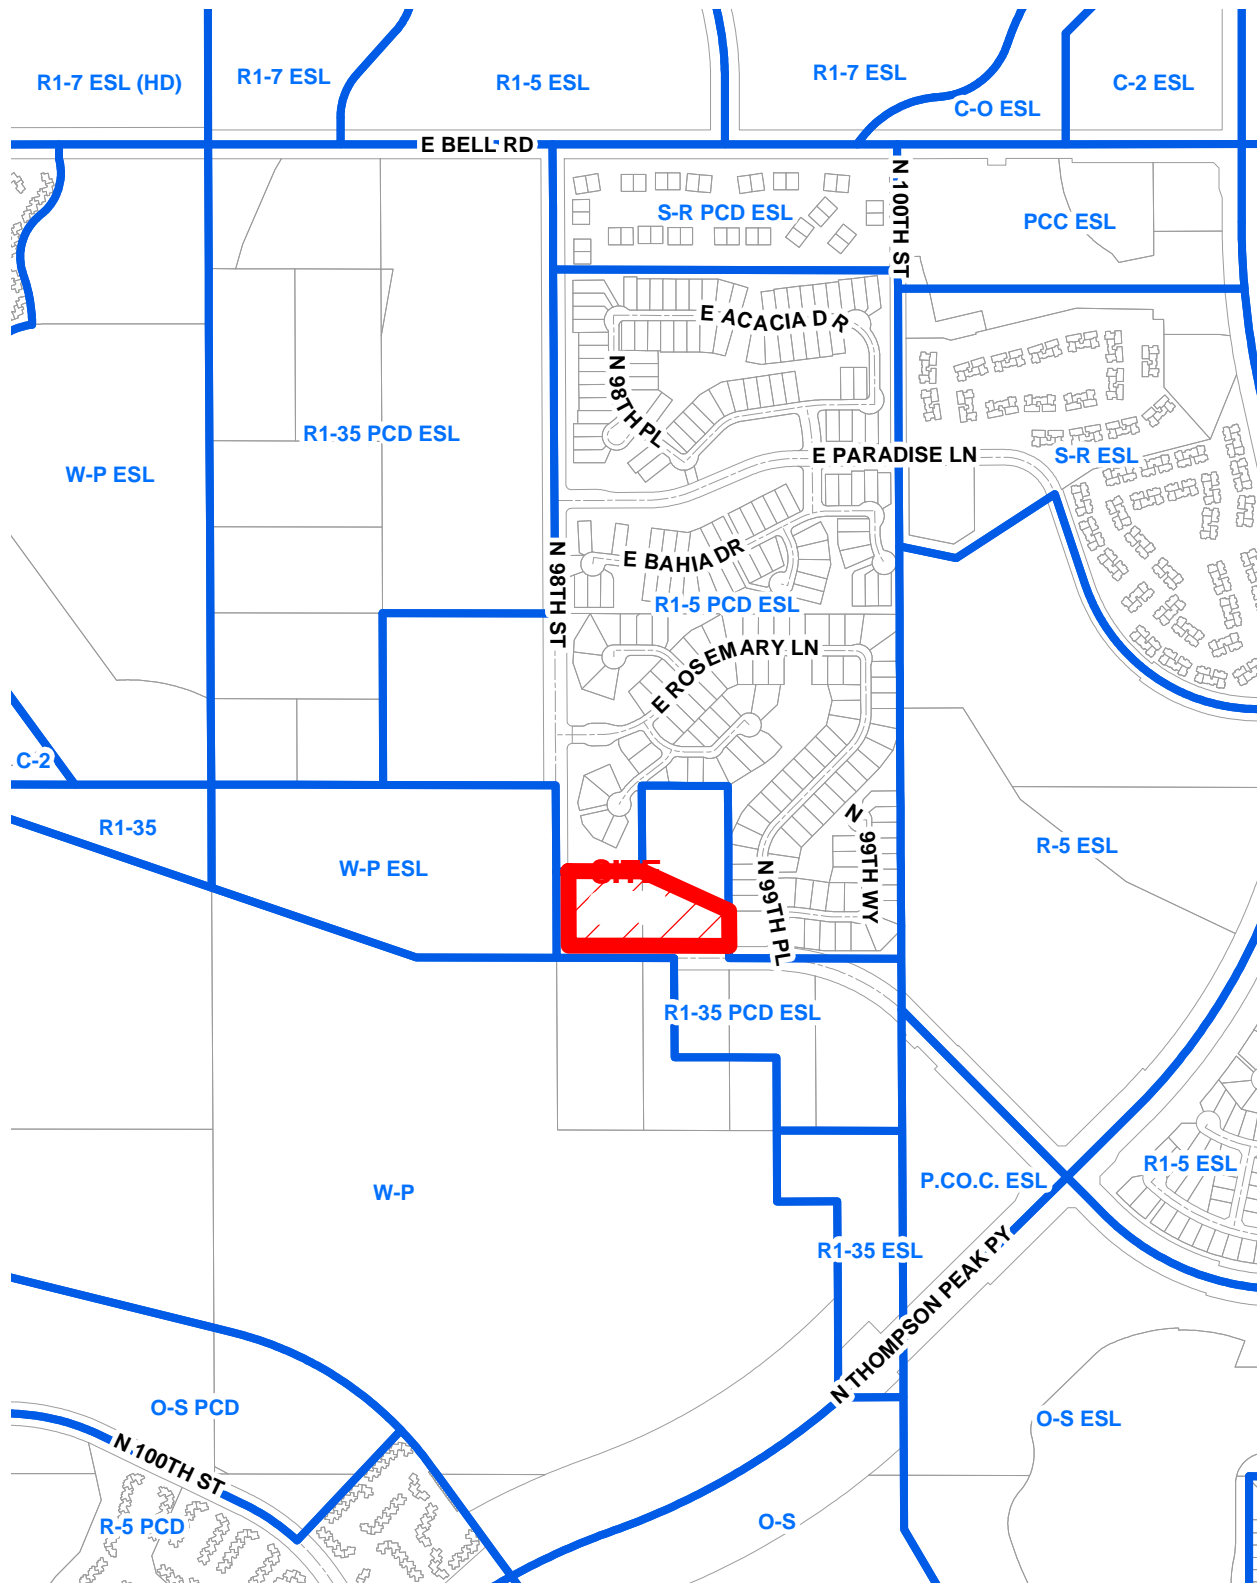 R1-7 ESL (HD)
R1-7 ESL
R1-5 ESL
R1-7 ESL
C-O ESL
C-2 ESL
E BELL RD
N 100TH ST
S-R PCD ESL
PCC ESL
E ACACIA DR
N 98TH PL
R1-35 PCD ESL
E PARADISE LN
S-R ESL
W-P ESL
N 98TH ST
E BAHIA DR
R1-5 PCD ESL
E ROSEMARY LN
C-2
R1-35
W-P ESL
SITE
N 99TH WY
N 99TH PL
R-5 ESL
R1-35 PCD ESL
R1-5 ESL
P.CO.C. ESL
W-P
R1-35 ESL
N THOMPSON PEAK PY
O-S PCD
N 100TH ST
O-S ESL
R-5 PCD
O-S